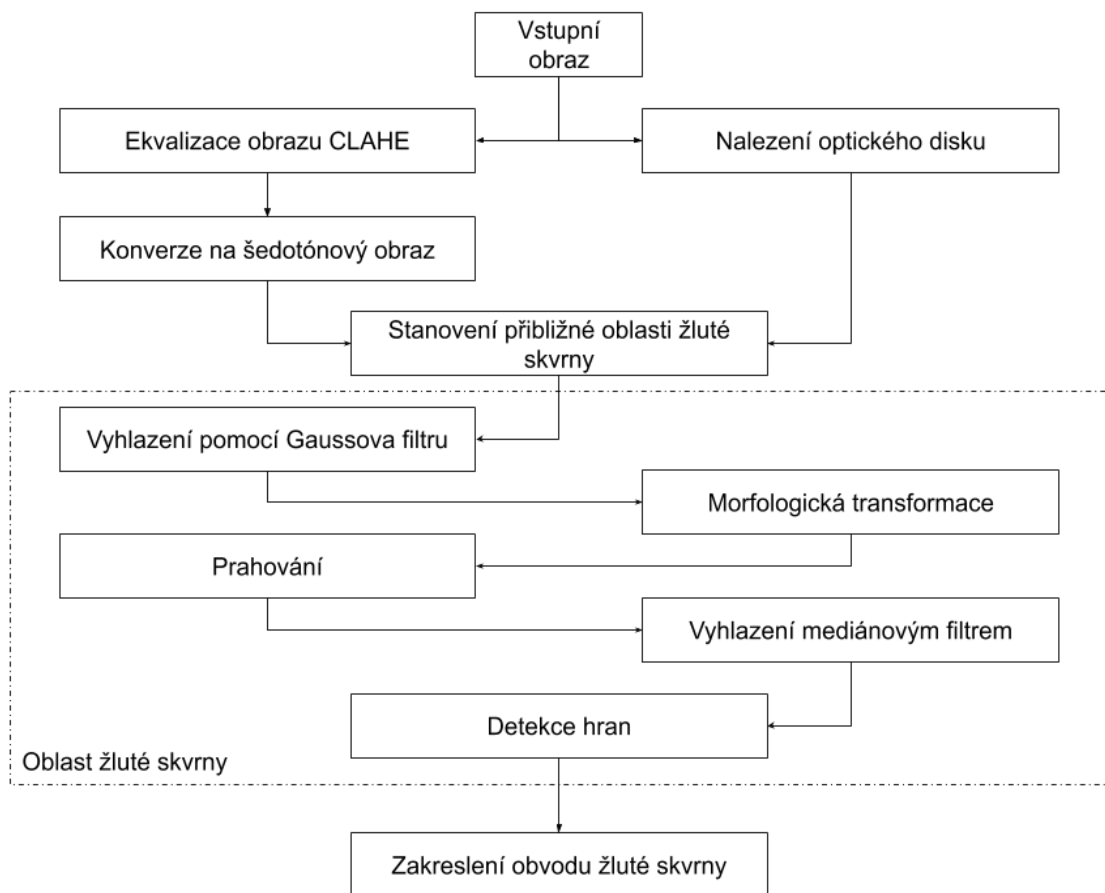 Vstupní
obraz
Ekvalizace obrazu CLAHE
Nalezení optického disku
Konverze na šedotónový obraz
Stanovení přibližné oblasti žluté
skvrny
Vyhlazení pomocí Gaussova filtru
Morfologická transformace
Prahování
Vyhlazení mediánovým filtrem
Detekce hran
Oblast žluté skvrny
Zakreslení obvodu žluté skvrny